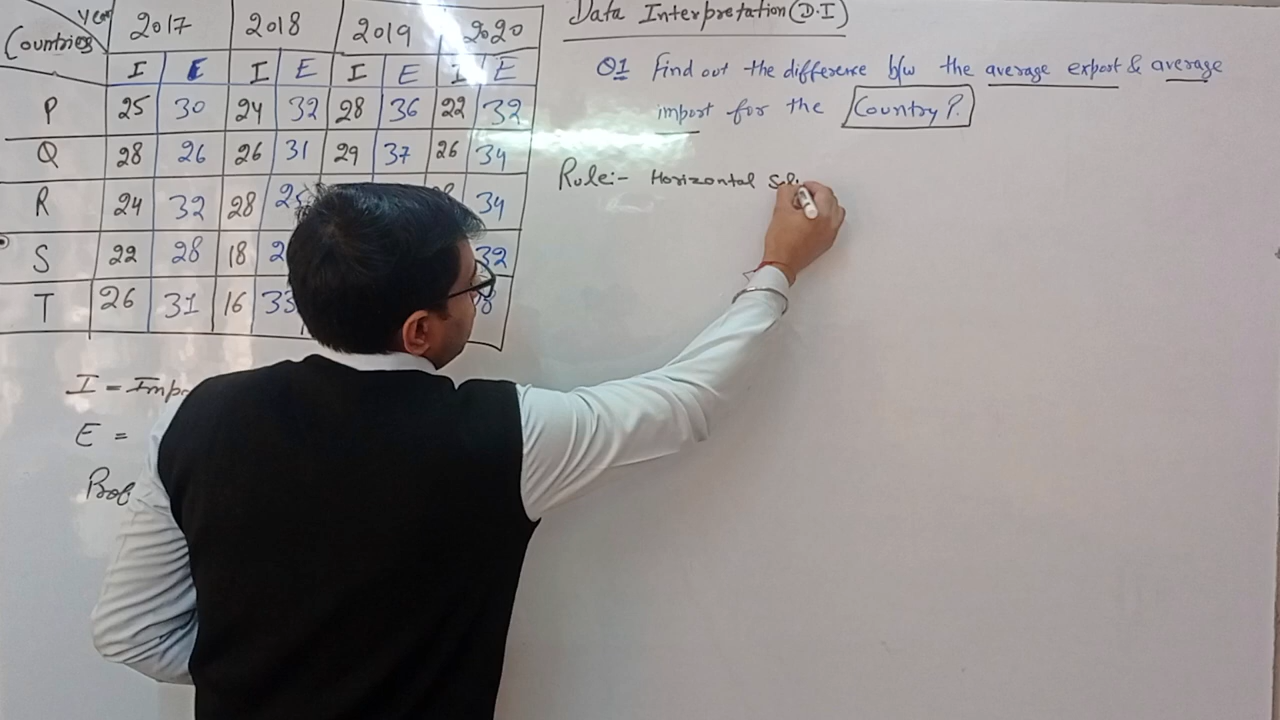 Year 2017 2018 2019 2020
Countries I E I E I E I E
P 25 30 24 32 28 36 22 32
Q 28 26 26 31 29 37 26 34
R 24 32 28 34
S 22 28 18 32
T 26 31 16 33
I =
E =
Data Interpretation (D.I)
Q1 Find out the difference b/w the average export & average
import for the Country P.
Rule:- Horizontal